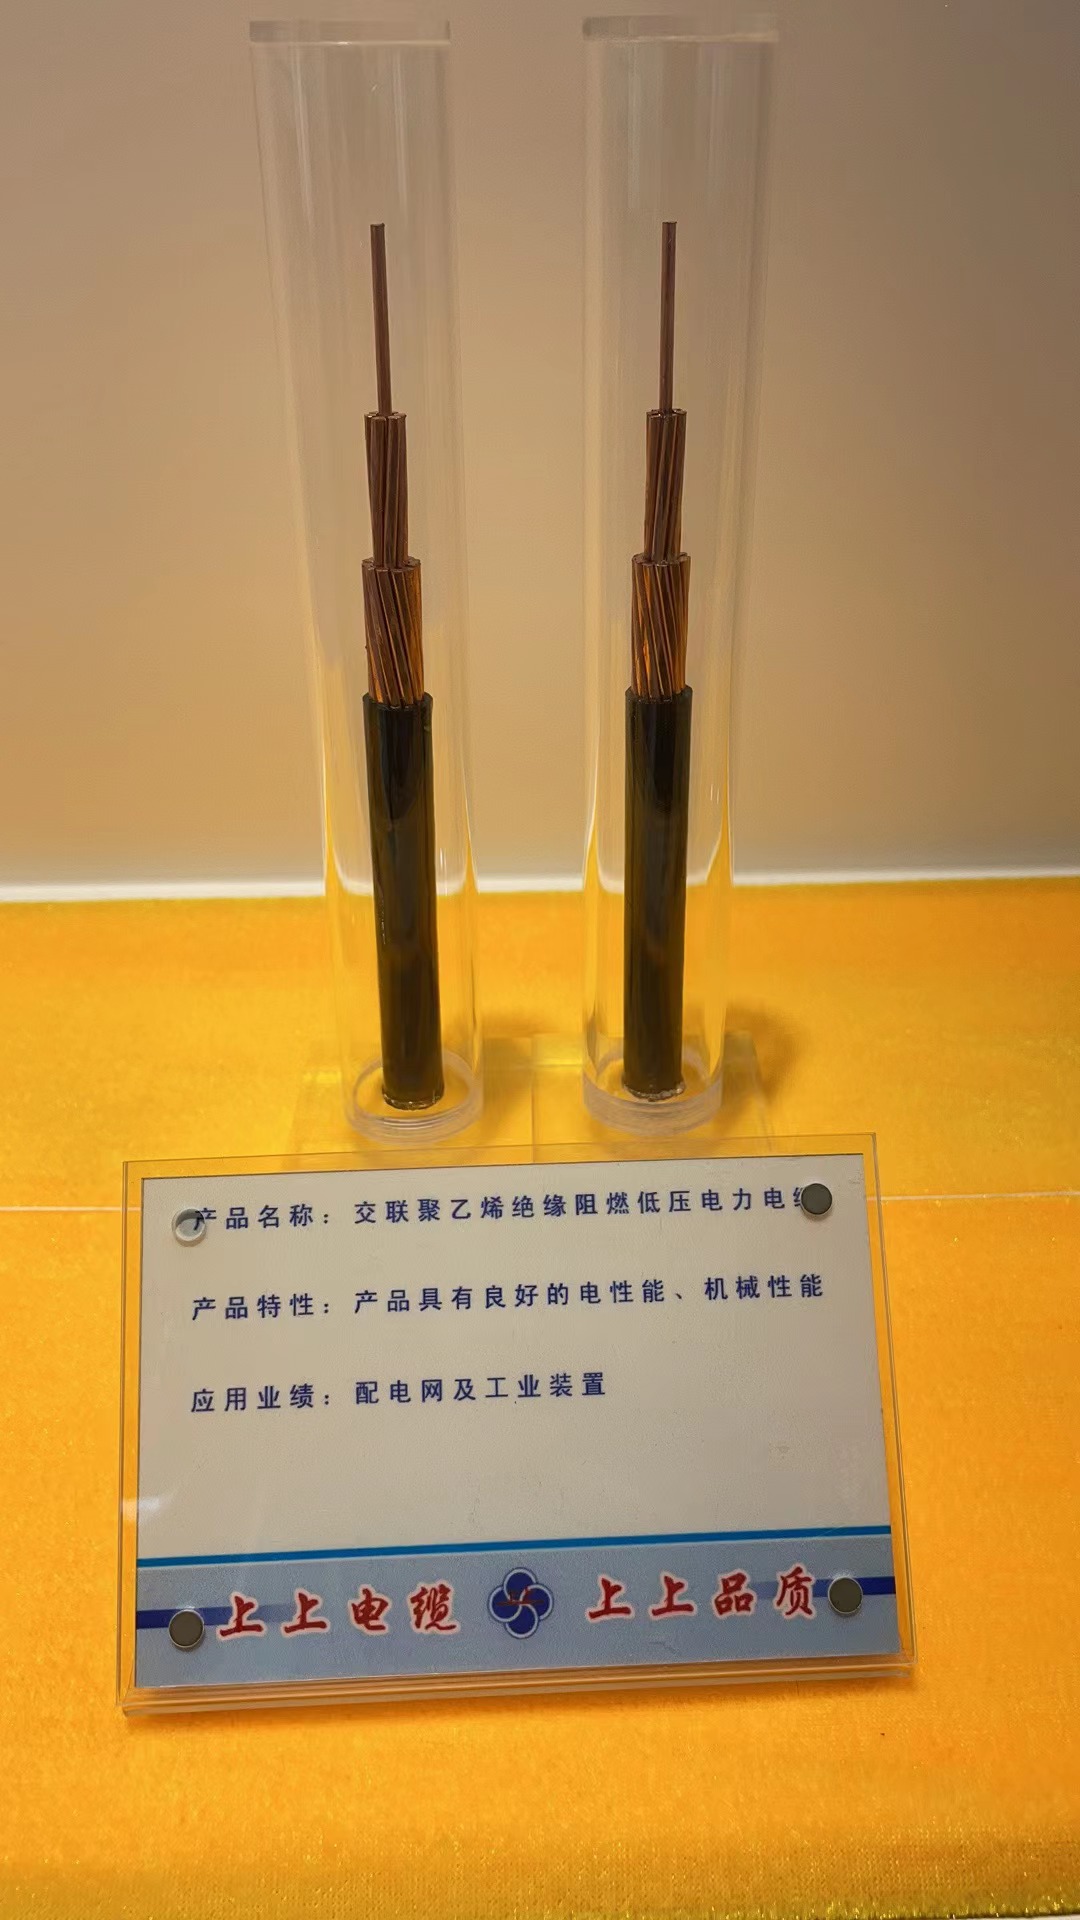 产品名称：交联聚乙烯绝缘阻燃低压电力电缆
产品特性：产品具有良好的电性能、机械性能
应用业绩：配电网及工业装置
上上电缆 上上品质